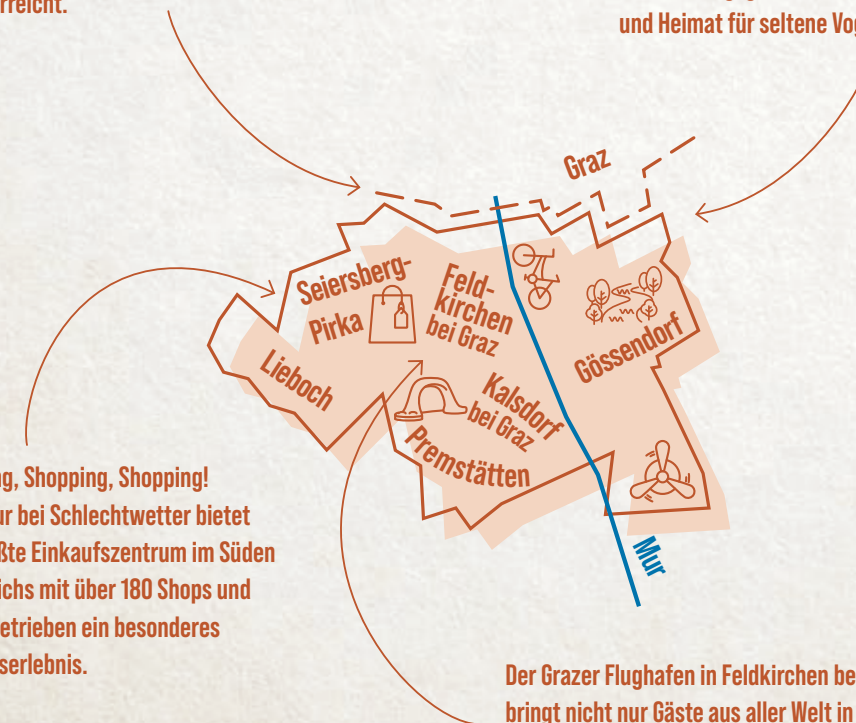 rreicht.
und Heimat für seltene Vog
Graz
Seiersberg-
Pirka
Feld-
kirchen
bei Graz
Gössendorf
Lieboch
Kalsdorf
bei Graz
Premstätten
Mur
ng, Shopping, Shopping!
ur bei Schlechtwetter bietet
ßte Einkaufszentrum im Süden
ichs mit über 180 Shops und
etrieben ein besonderes
serlebnis.
Der Grazer Flughafen in Feldkirchen be
bringt nicht nur Gäste aus aller Welt in